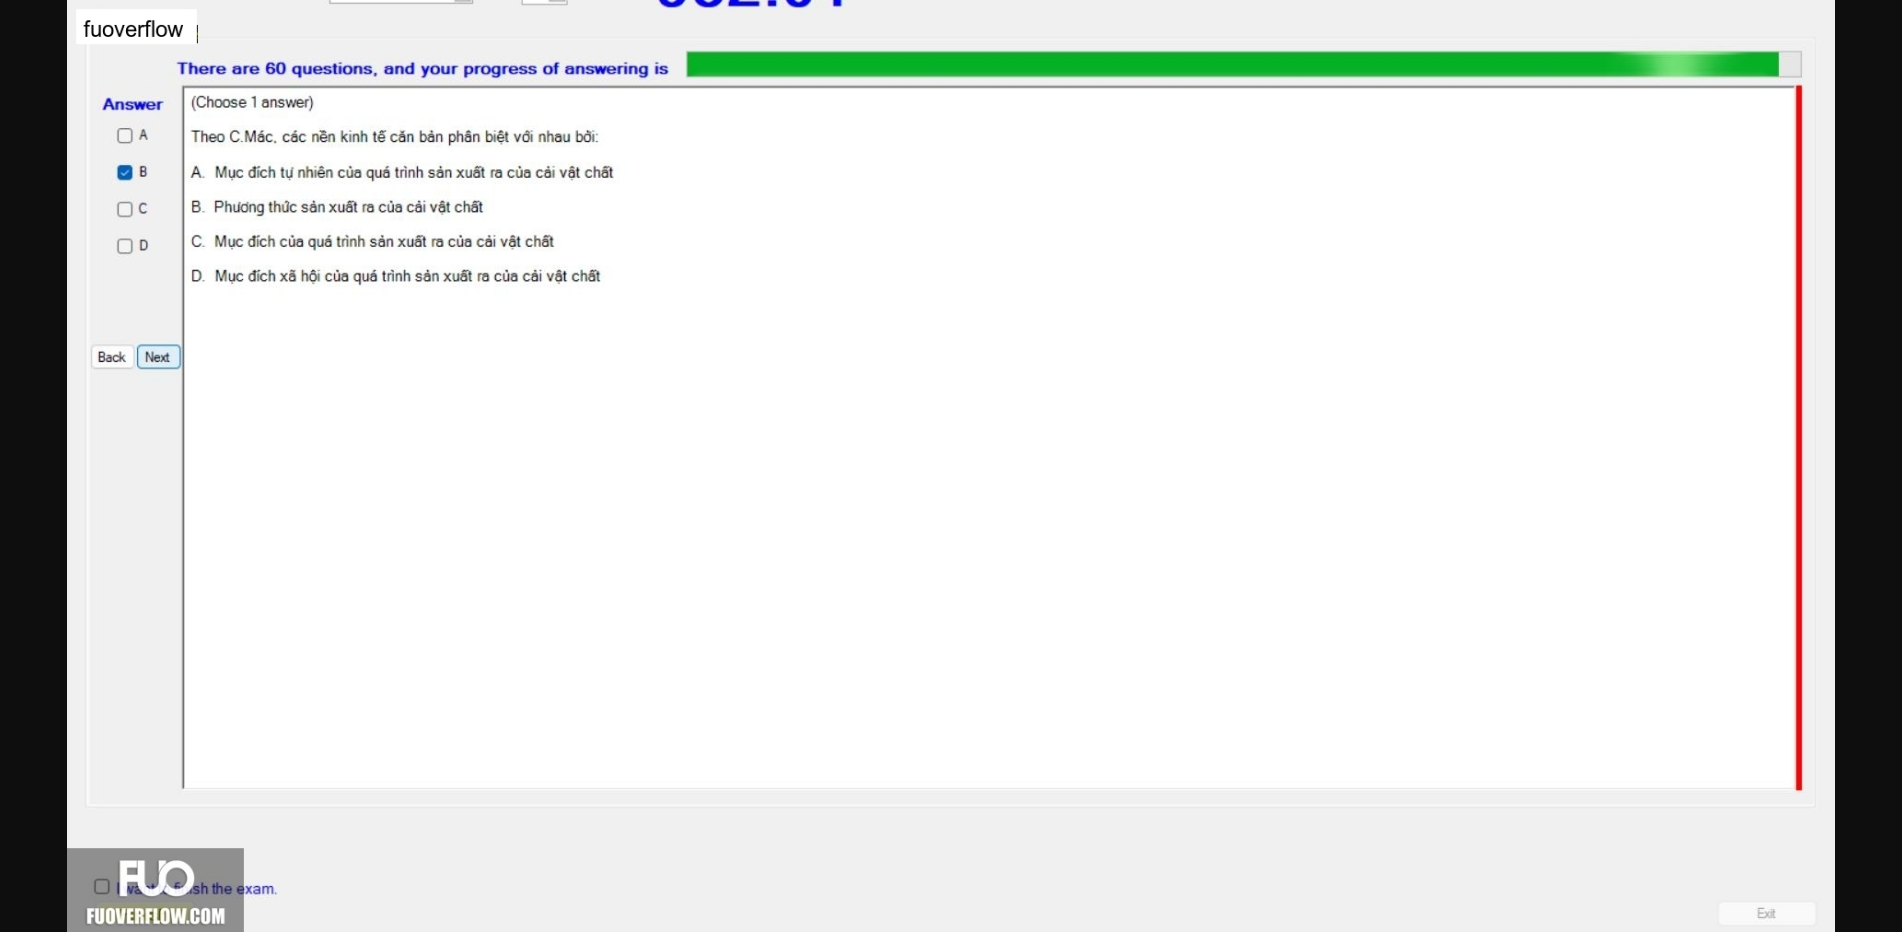 fuoverflow
There are 60 questions, and your progress of answering is
Answer
(Choose 1 answer)
A
Theo C.Mác, các nền kinh tế căn bản phân biệt với nhau bởi:
B
A. Mục đích tự nhiên của quá trình sản xuất ra của cải vật chất
C
B. Phương thức sản xuất ra của cải vật chất
D
C. Mục đích của quá trình sản xuất ra của cải vật chất
D. Mục đích xã hội của quá trình sản xuất ra của cải vật chất
Back Next
FUO
the exam.
FUOVERFLOW.COM
Exit